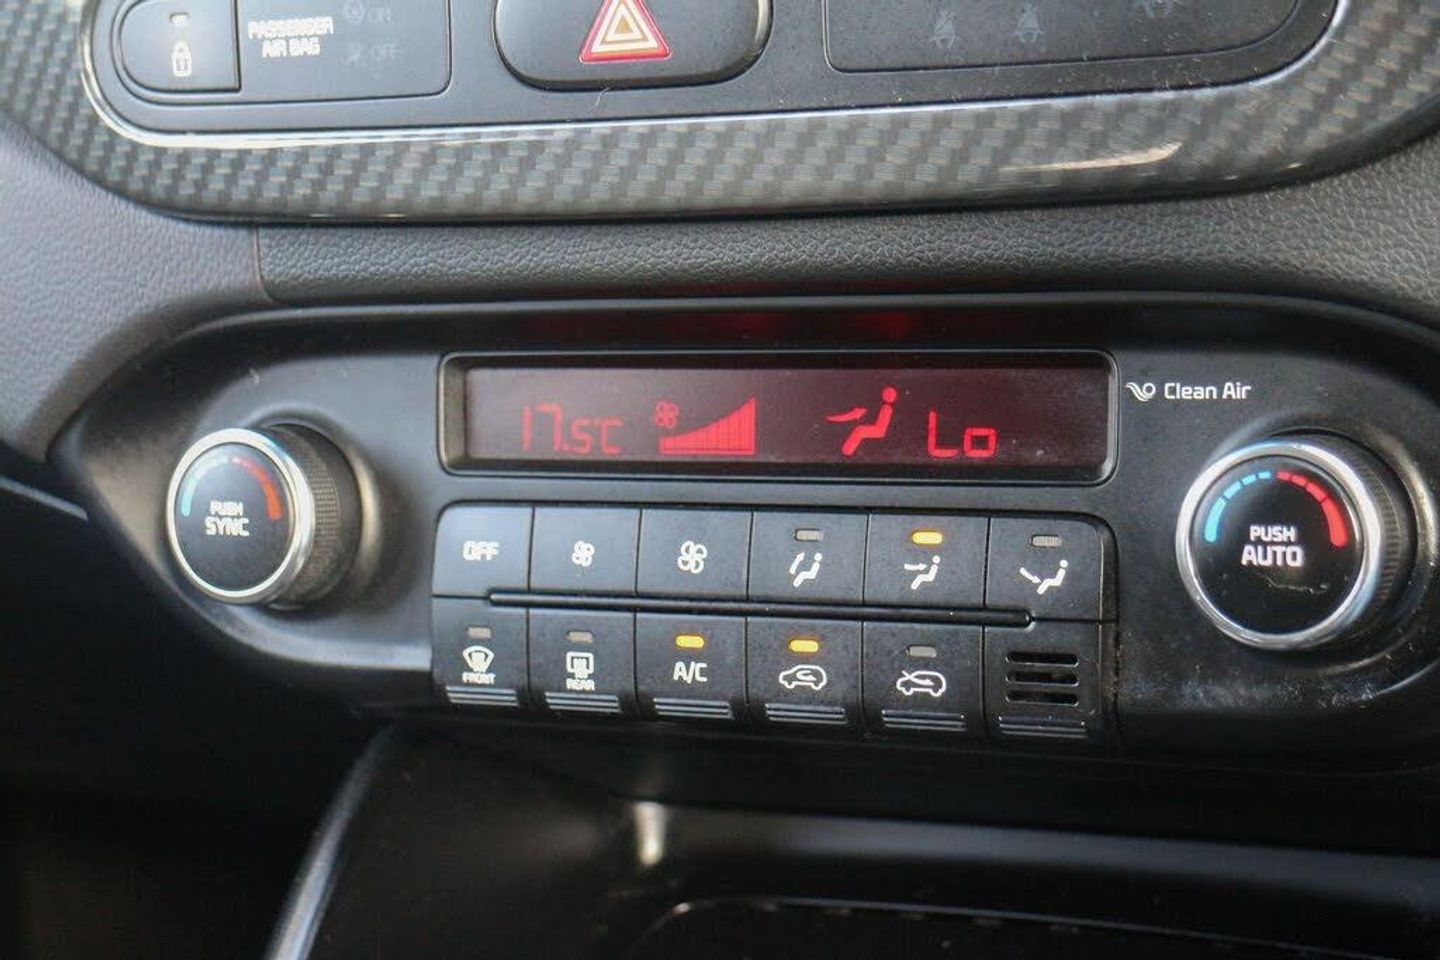 PASSENGER
AIR BAG
ON
OFF
17.5°C
Lo
Clean Air
PUSH
SYNC
OFF
PUSH
AUTO
FRONT
REAR
A/C